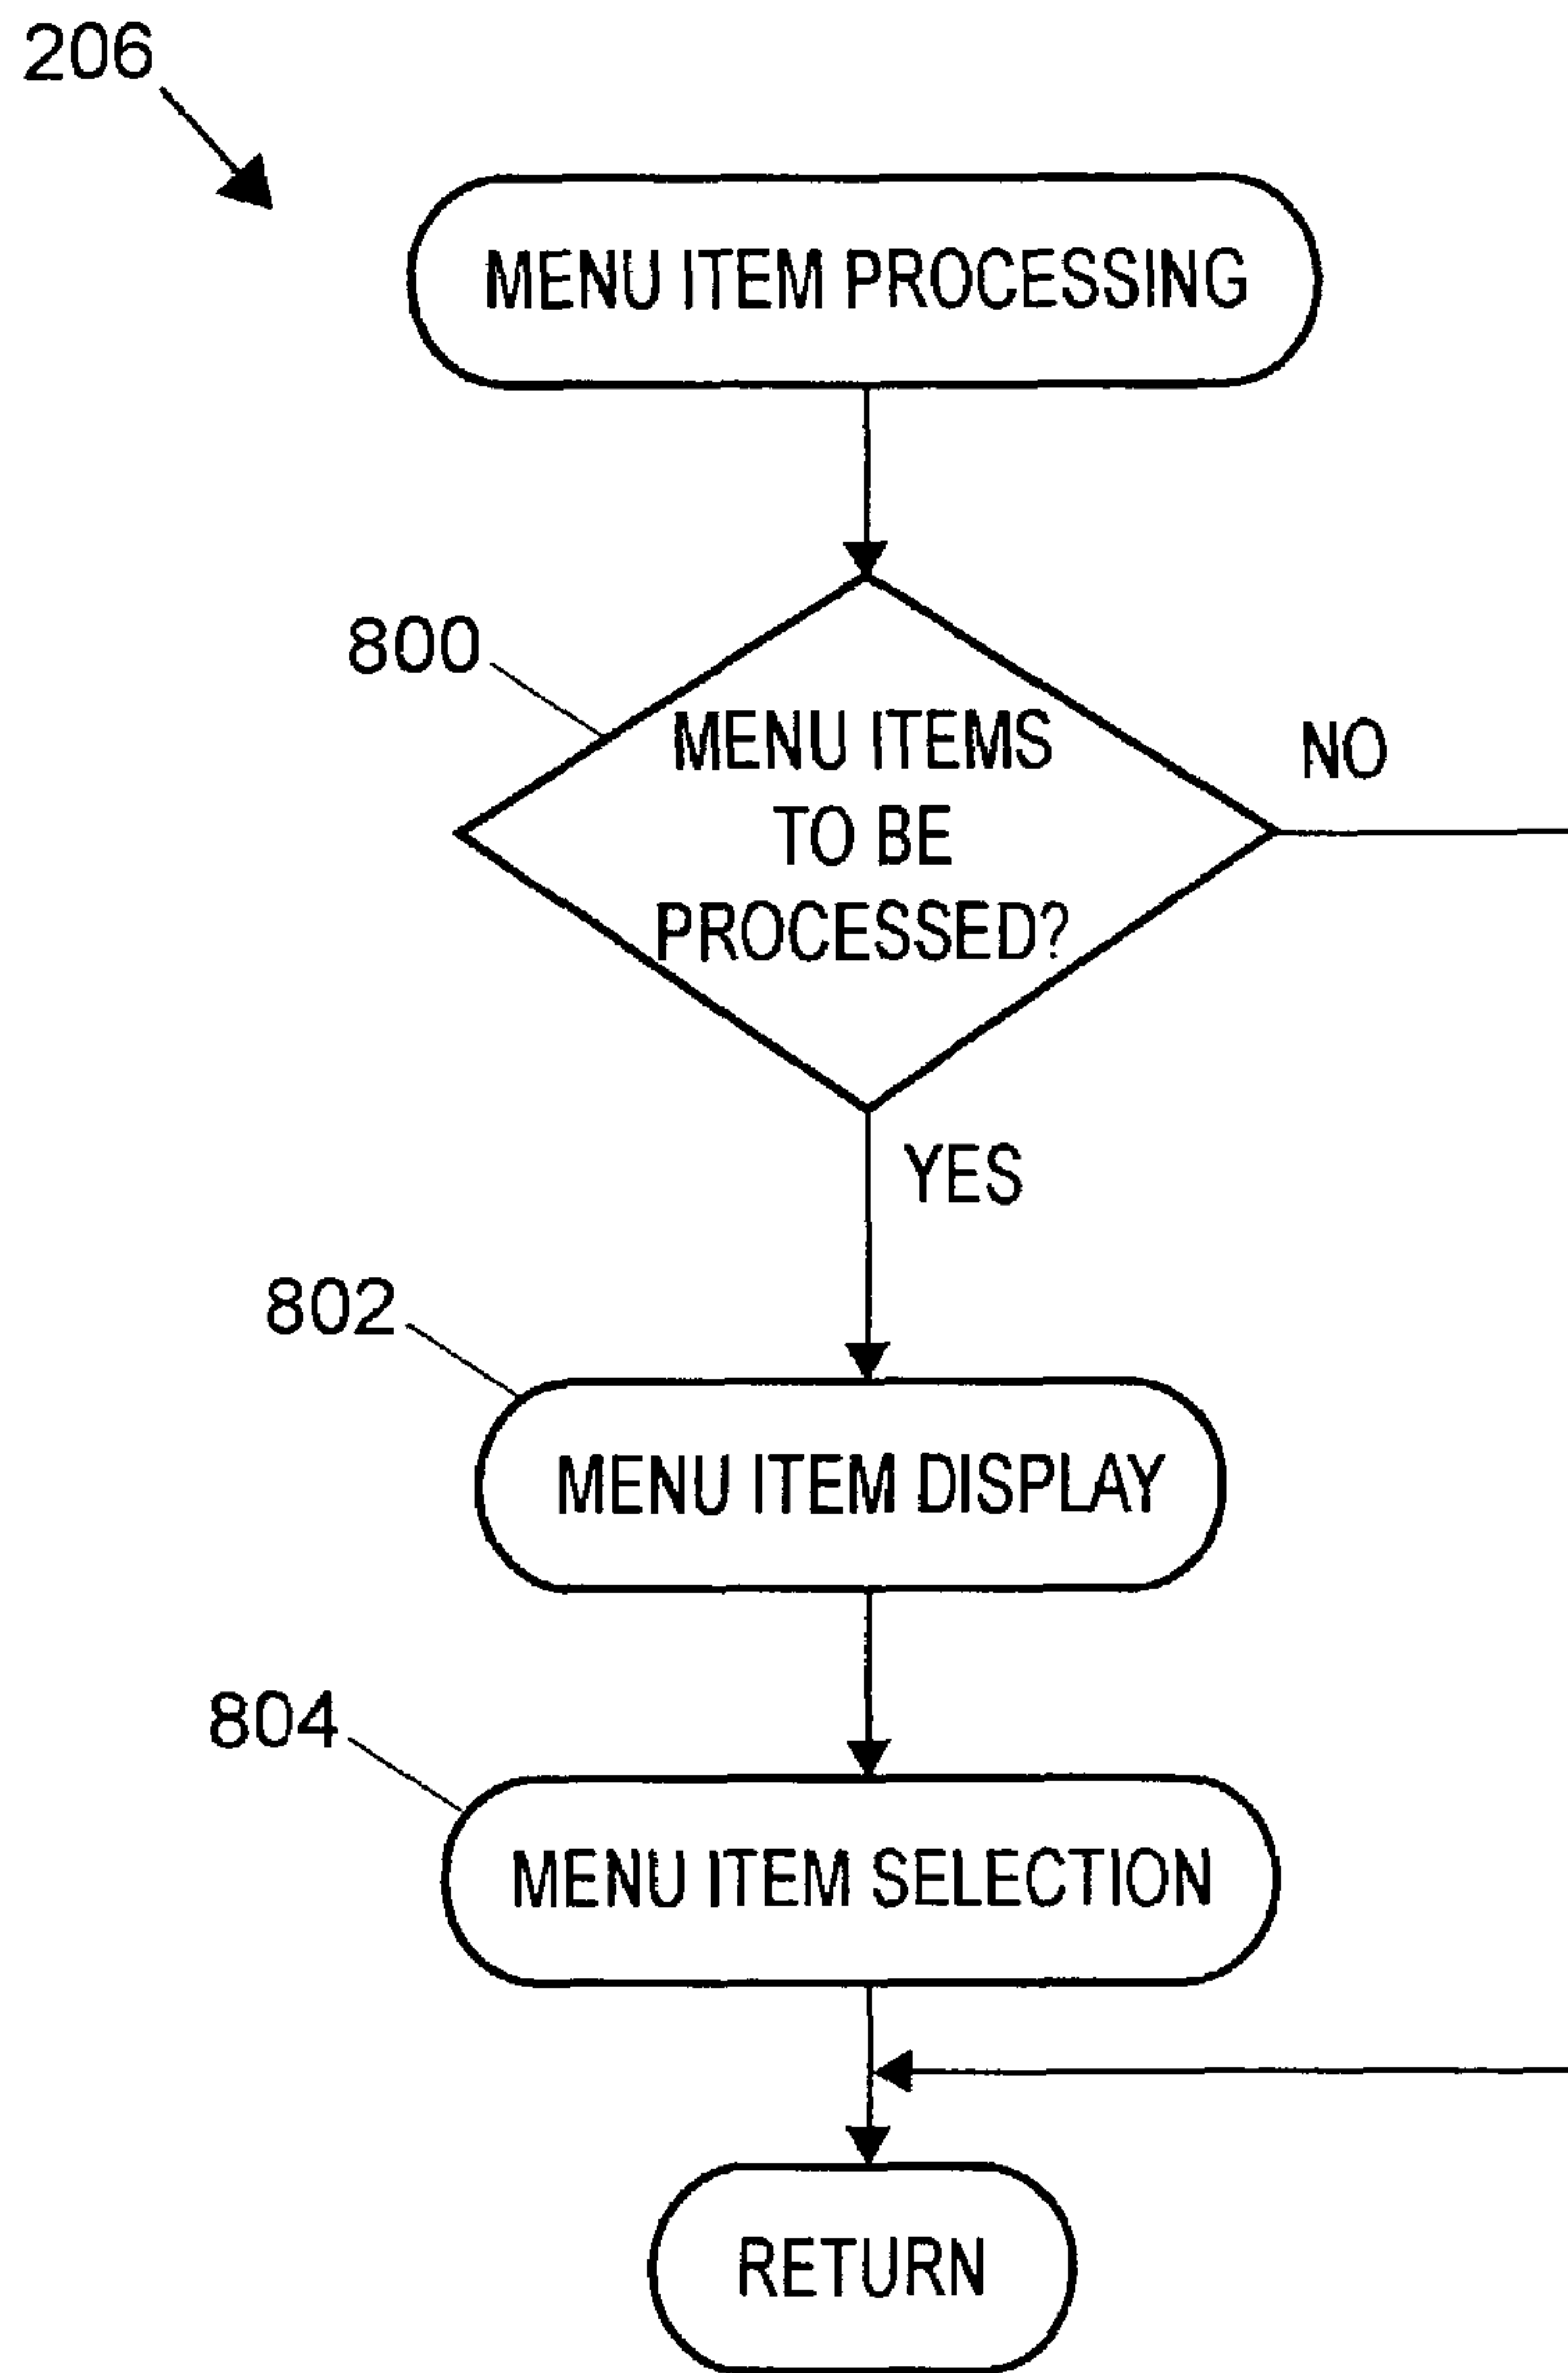 206
MENU ITEM PROCESSING
800
MENU ITEMS
TO BE
PROCESSED?
NO
YES
802
MENU ITEM DISPLAY
804
MENU ITEM SELECTION
RETURN